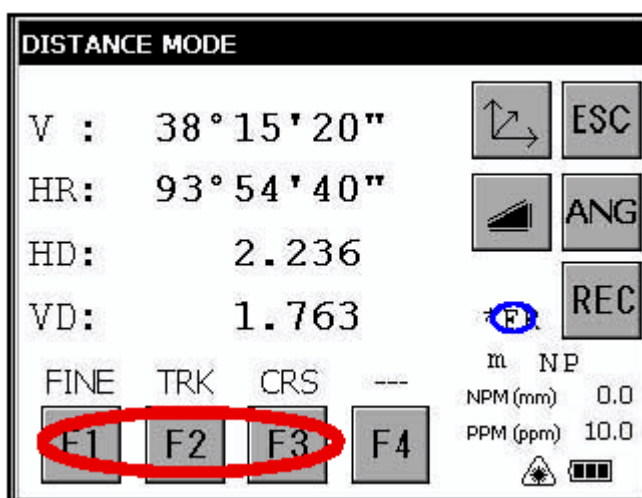 DISTANCE MODE
V : 38°15'20"
HR: 93°54'40"
HD: 2.236
VD: 1.763
ESC
ANG
REC
*FR
m NP
NPM (mm) 0.0
PPM (ppm) 10.0
FINE TRK CRS ---
F1 F2 F3 F4